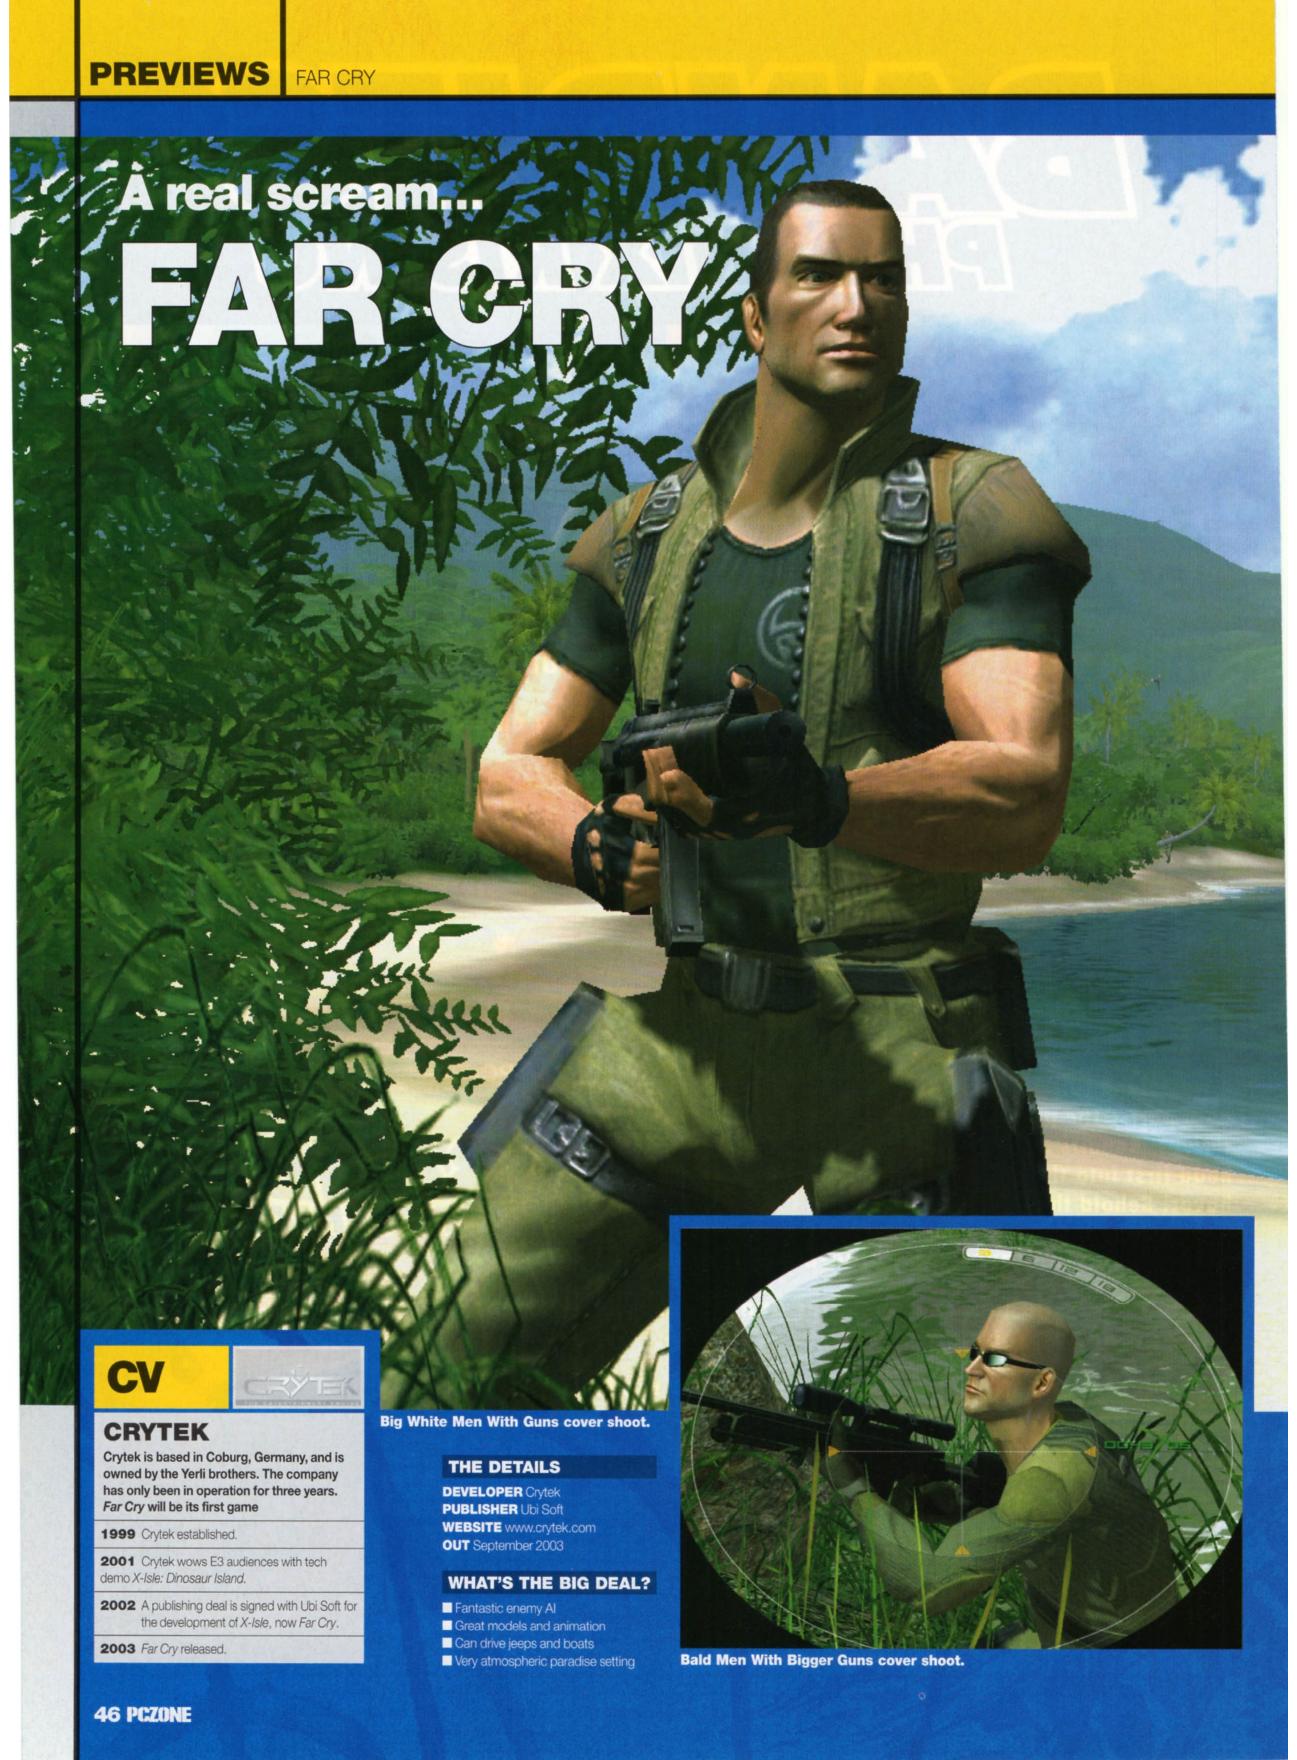 PREVIEWS FAR CRY
A real scream...
FAR CRY
CV
CRYTEK
CRYTEK
Crytek is based in Coburg, Germany, and is
owned by the Yerli brothers. The company
has only been in operation for three years.
Far Cry will be its first game
1999 Crytek established.
2001 Crytek wows E3 audiences with tech
demo X-Isle: Dinosaur Island.
2002 A publishing deal is signed with Ubi Soft for
the development of X-Isle, now Far Cry.
2003 Far Cry released.
Big White Men With Guns cover shoot.
THE DETAILS
DEVELOPER Crytek
PUBLISHER Ubi Soft
WEBSITE www.crytek.com
OUT September 2003
WHAT'S THE BIG DEAL?
■ Fantastic enemy AI
■ Great models and animation
■ Can drive jeeps and boats
■ Very atmospheric paradise setting
6 12 18
Bald Men With Bigger Guns cover shoot.
46 PCZONE